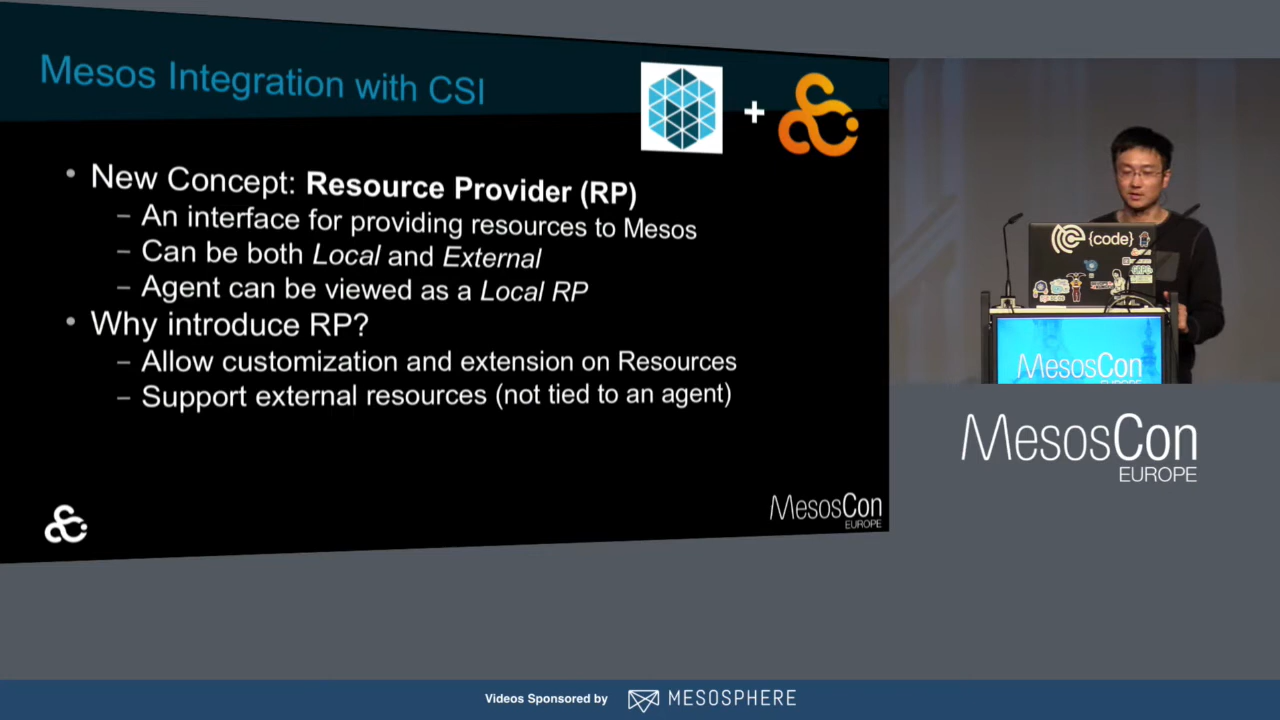 Mesos Integration with CSI
+
• New Concept: Resource Provider (RP)
– An interface for providing resources to Mesos
– Can be both Local and External
– Agent can be viewed as a Local RP
• Why introduce RP?
– Allow customization and extension on Resources
– Support external resources (not tied to an agent)
MesosCon
EUROPE
{code}
MesosCon
EUROPE
MesosCon
EUROPE
Videos Sponsored by MESOSPHERE